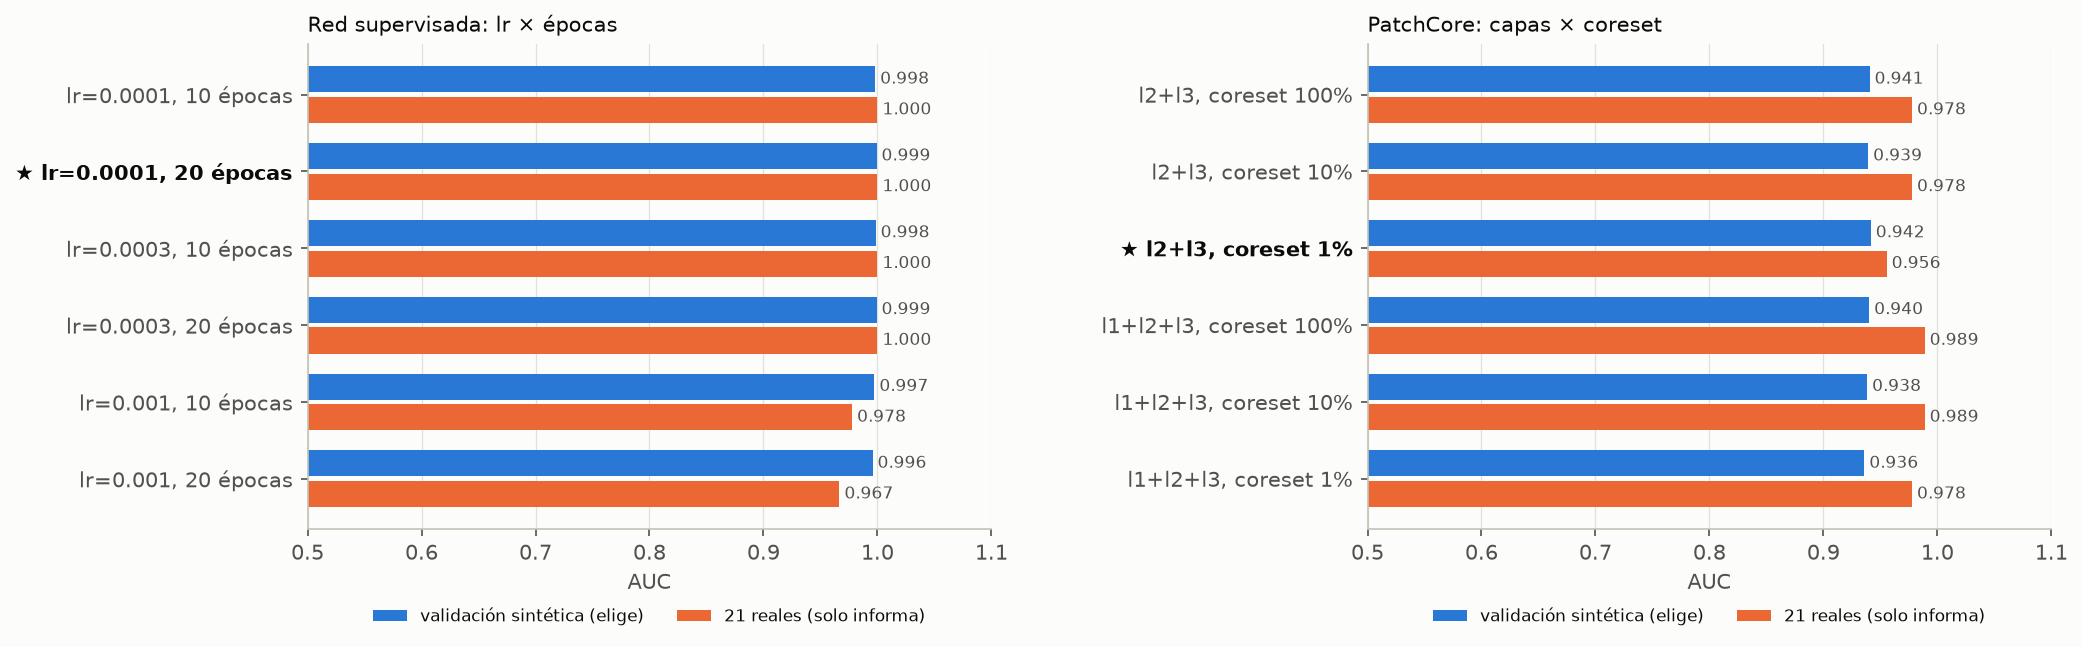 Red supervisada: lr × épocas
lr=0.0001, 10 épocas
0.998
1.000
★ lr=0.0001, 20 épocas
0.999
1.000
lr=0.0003, 10 épocas
0.998
1.000
lr=0.0003, 20 épocas
0.999
1.000
lr=0.001, 10 épocas
0.997
0.978
lr=0.001, 20 épocas
0.996
0.967
0.5 0.6 0.7 0.8 0.9 1.0 1.1
AUC
validación sintética (elige) 21 reales (solo informa)
PatchCore: capas × coreset
l2+l3, coreset 100%
0.941
0.978
l2+l3, coreset 10%
0.939
0.978
★ l2+l3, coreset 1%
0.942
0.956
l1+l2+l3, coreset 100%
0.940
0.989
l1+l2+l3, coreset 10%
0.938
0.989
l1+l2+l3, coreset 1%
0.936
0.978
0.5 0.6 0.7 0.8 0.9 1.0 1.1
AUC
validación sintética (elige) 21 reales (solo informa)